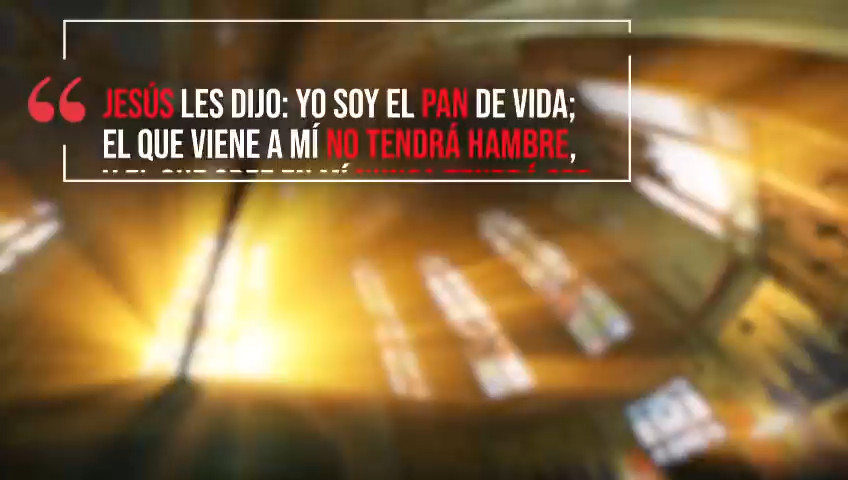 “ JESÚS LES DIJO: YO SOY EL PAN DE VIDA;
EL QUE VIENE A MÍ NO TENDRÁ HAMBRE,